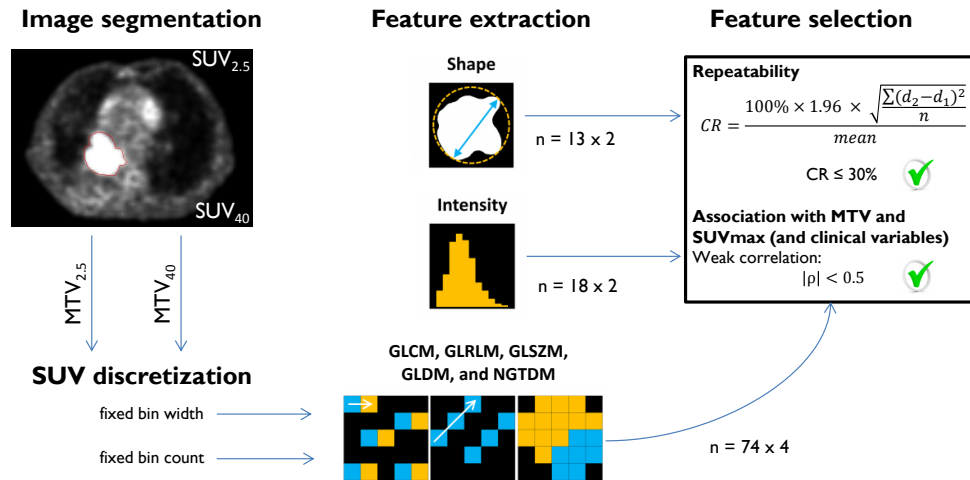 Image segmentation
SUV2.5
SUV40
MTV2.5
MTV40
SUV discretization
fixed bin width
fixed bin count
Feature extraction
Shape
n = 13 x 2
Intensity
n = 18 x 2
GLCM, GLRLM, GLSZM,
GLDM, and NGTDM
n = 74 x 4
Feature selection
Repeatability
CR = 100% × 1.96 × √(∑(d₂−d₁)²/n) / mean
CR ≤ 30%
Association with MTV and
SUVmax (and clinical variables)
Weak correlation:
|ρ| < 0.5